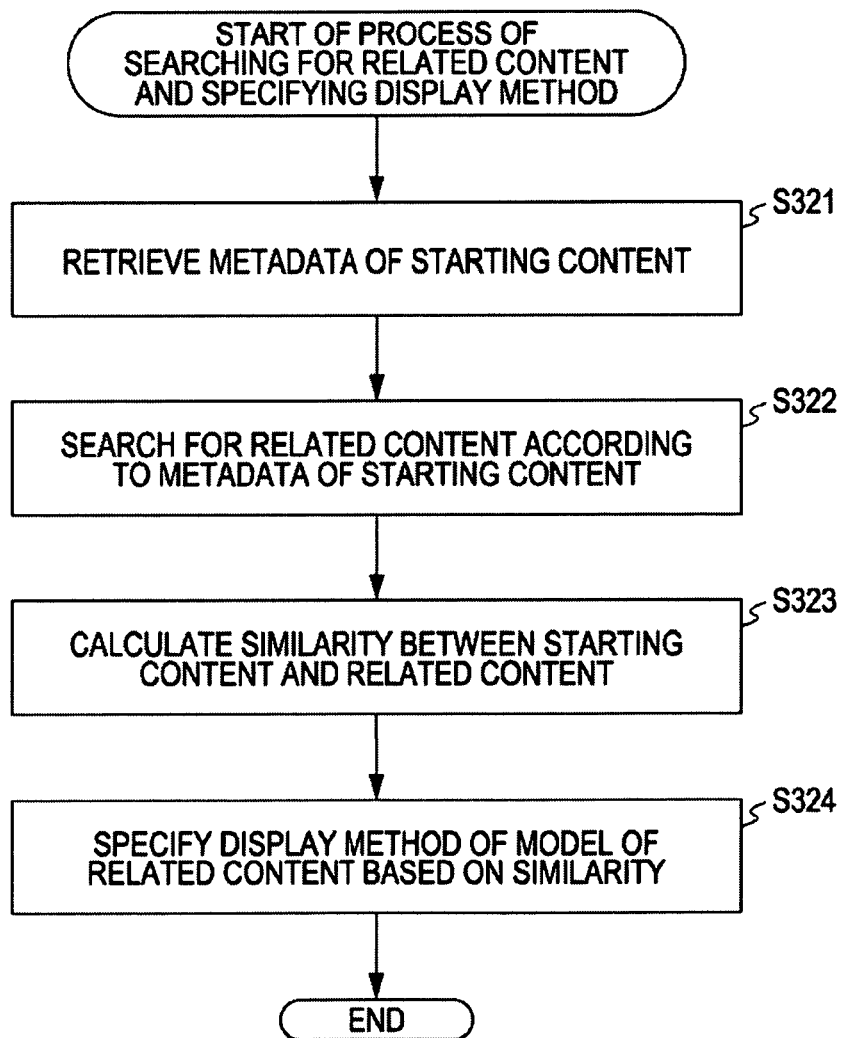 START OF PROCESS OF
SEARCHING FOR RELATED CONTENT
AND SPECIFYING DISPLAY METHOD
S321
RETRIEVE METADATA OF STARTING CONTENT
S322
SEARCH FOR RELATED CONTENT ACCORDING
TO METADATA OF STARTING CONTENT
S323
CALCULATE SIMILARITY BETWEEN STARTING
CONTENT AND RELATED CONTENT
S324
SPECIFY DISPLAY METHOD OF MODEL OF
RELATED CONTENT BASED ON SIMILARITY
END